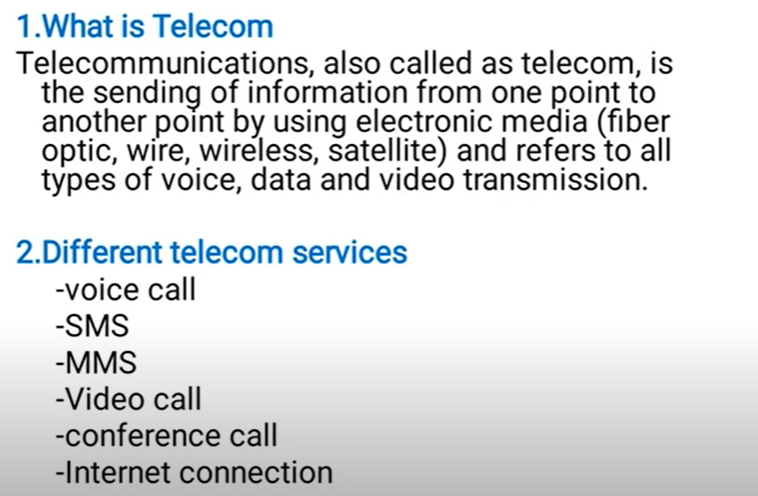 1.What is Telecom
Telecommunications, also called as telecom, is
the sending of information from one point to
another point by using electronic media (fiber
optic, wire, wireless, satellite) and refers to all
types of voice, data and video transmission.
2.Different telecom services
-voice call
-SMS
-MMS
-Video call
-conference call
-Internet connection